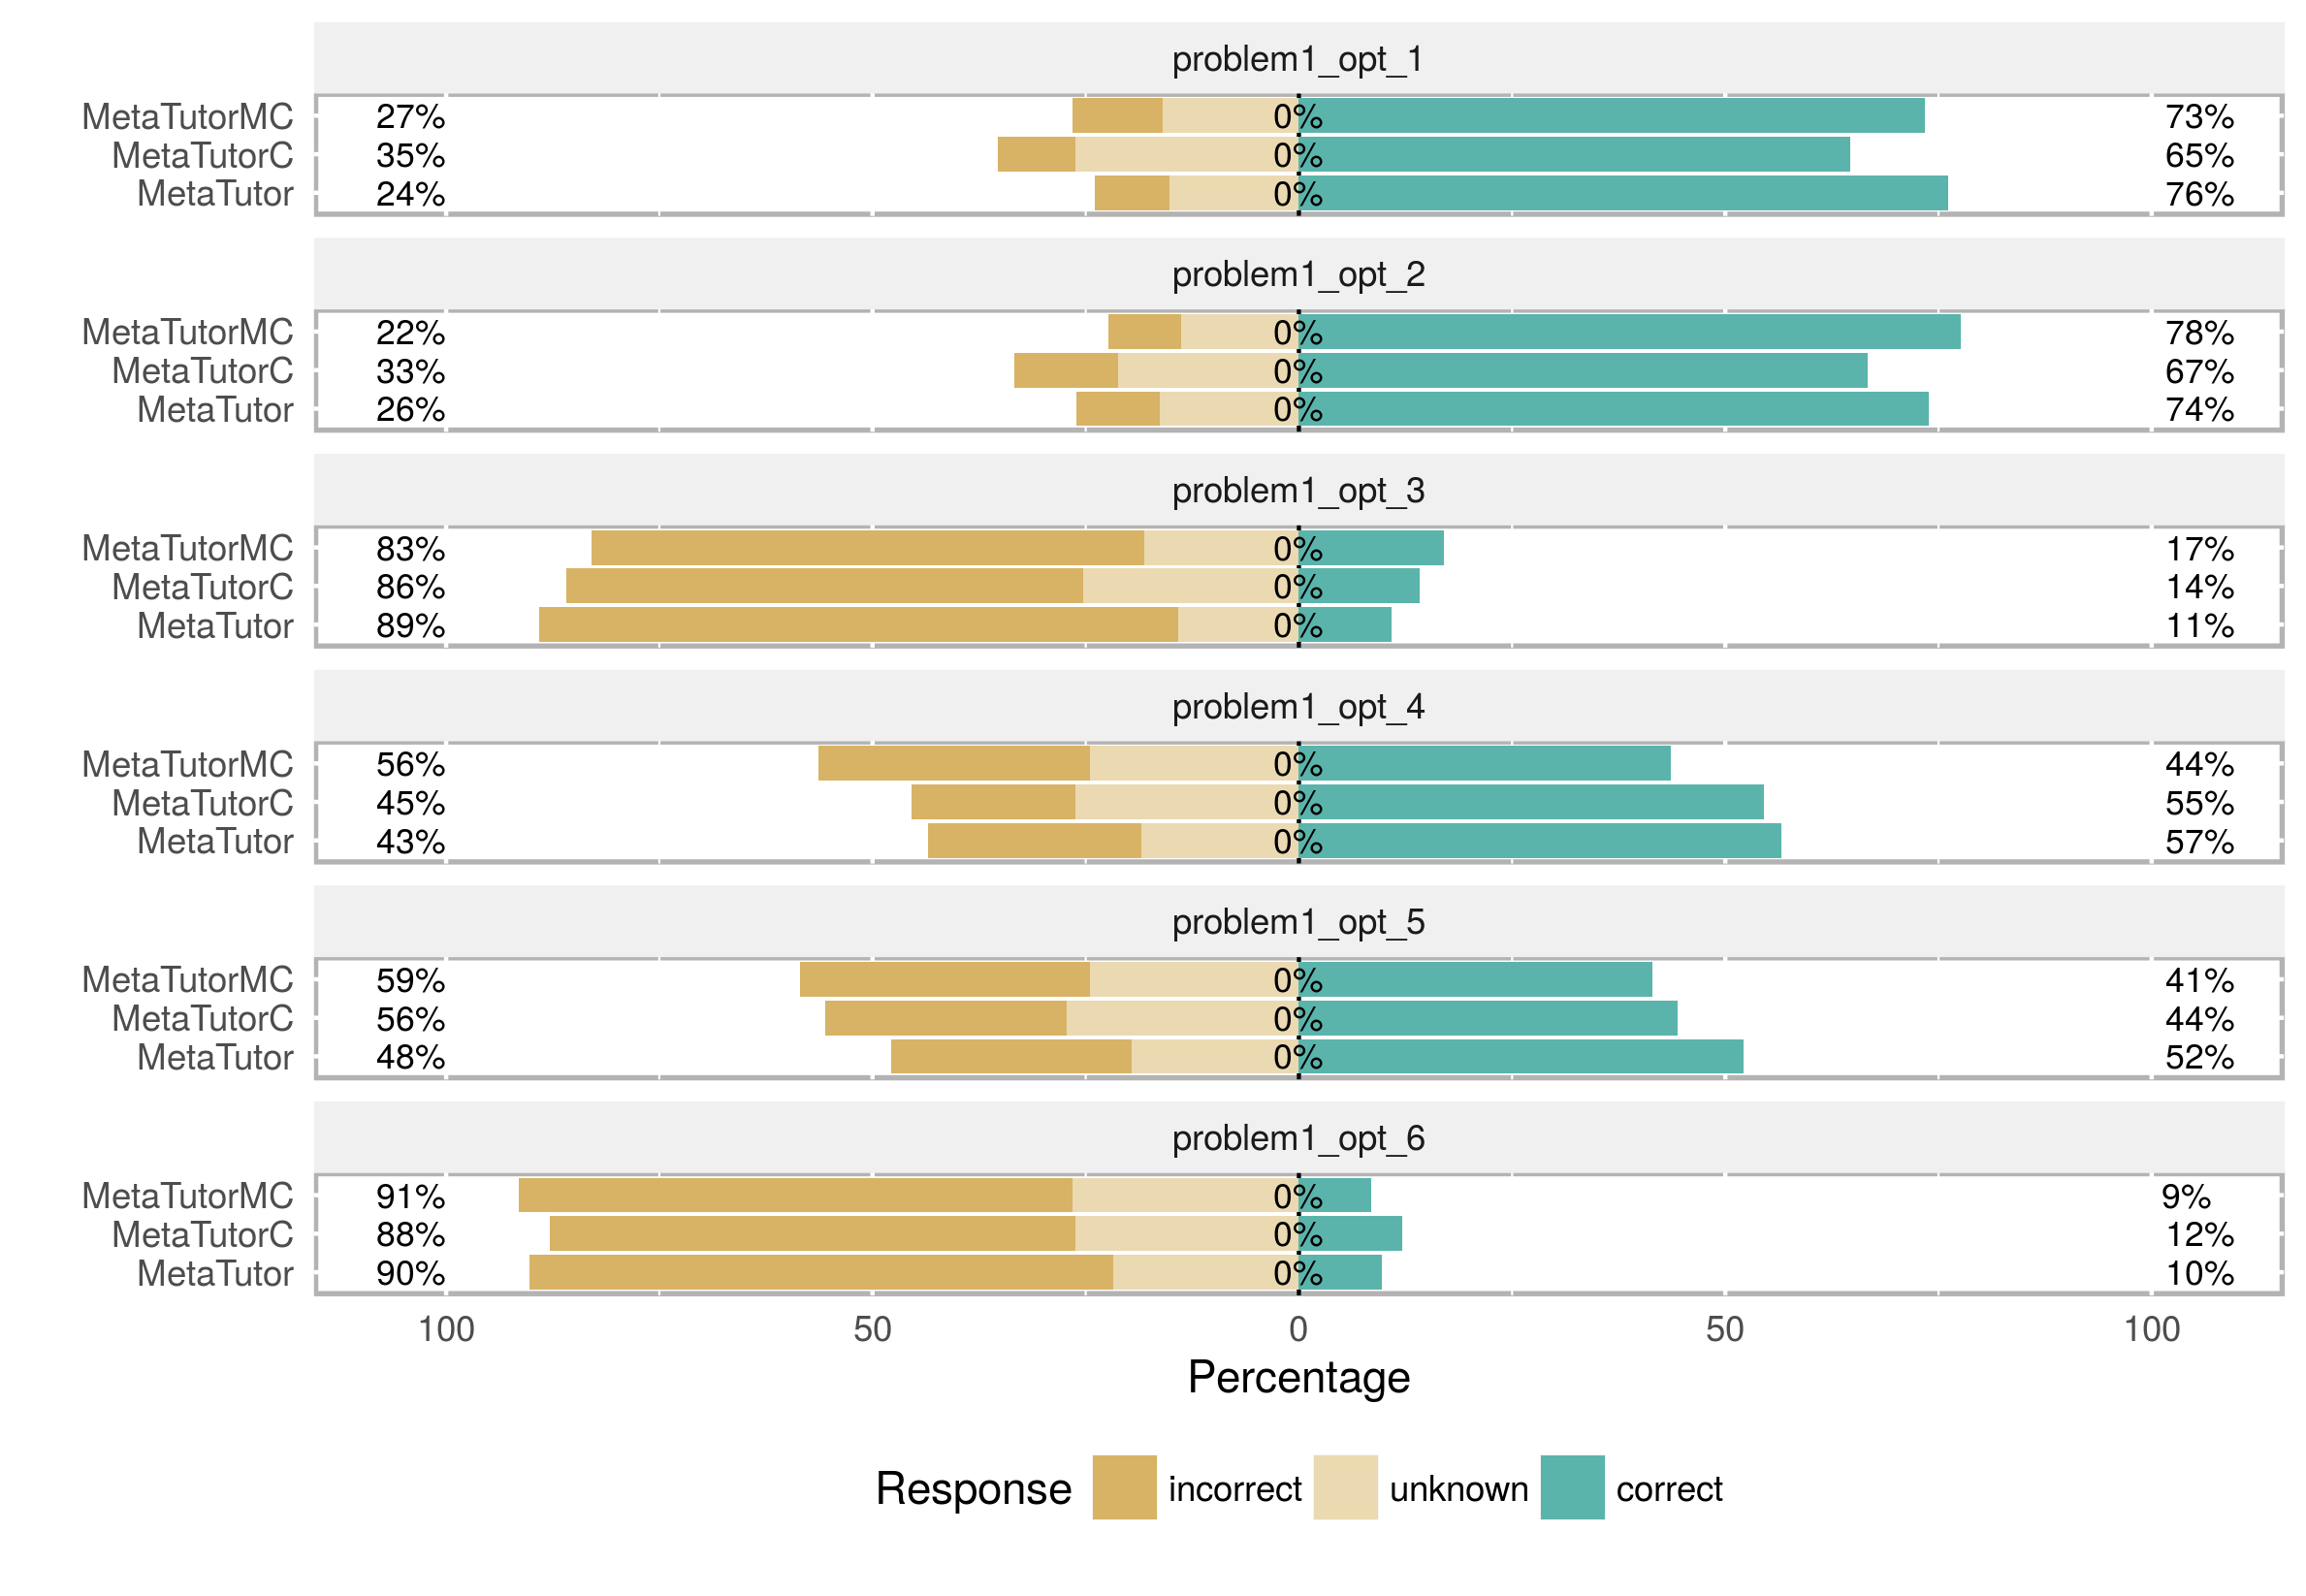 problem1_opt_1
MetaTutorMC 27% 0% 73%
MetaTutorC 35% 0% 65%
MetaTutor 24% 0% 76%
problem1_opt_2
MetaTutorMC 22% 0% 78%
MetaTutorC 33% 0% 67%
MetaTutor 26% 0% 74%
problem1_opt_3
MetaTutorMC 83% 0% 17%
MetaTutorC 86% 0% 14%
MetaTutor 89% 0% 11%
problem1_opt_4
MetaTutorMC 56% 0% 44%
MetaTutorC 45% 0% 55%
MetaTutor 43% 0% 57%
problem1_opt_5
MetaTutorMC 59% 0% 41%
MetaTutorC 56% 0% 44%
MetaTutor 48% 0% 52%
problem1_opt_6
MetaTutorMC 91% 0% 9%
MetaTutorC 88% 0% 12%
MetaTutor 90% 0% 10%
100 50 0 50 100
Percentage
Response incorrect unknown correct